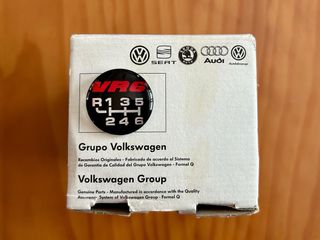 SEAT
Audi
VR6
R 1 3 5
2 4 6
Grupo Volkswagen
Recambios Originales - Fabricado de acuerdo al Sistema
de Garantía de Calidad del Grupo Volkswagen - Formel Q
Volkswagen Group
Genuine Parts - Manufactured in accordance with the Quality
Assurance System of Volkswagen Group - Formel Q